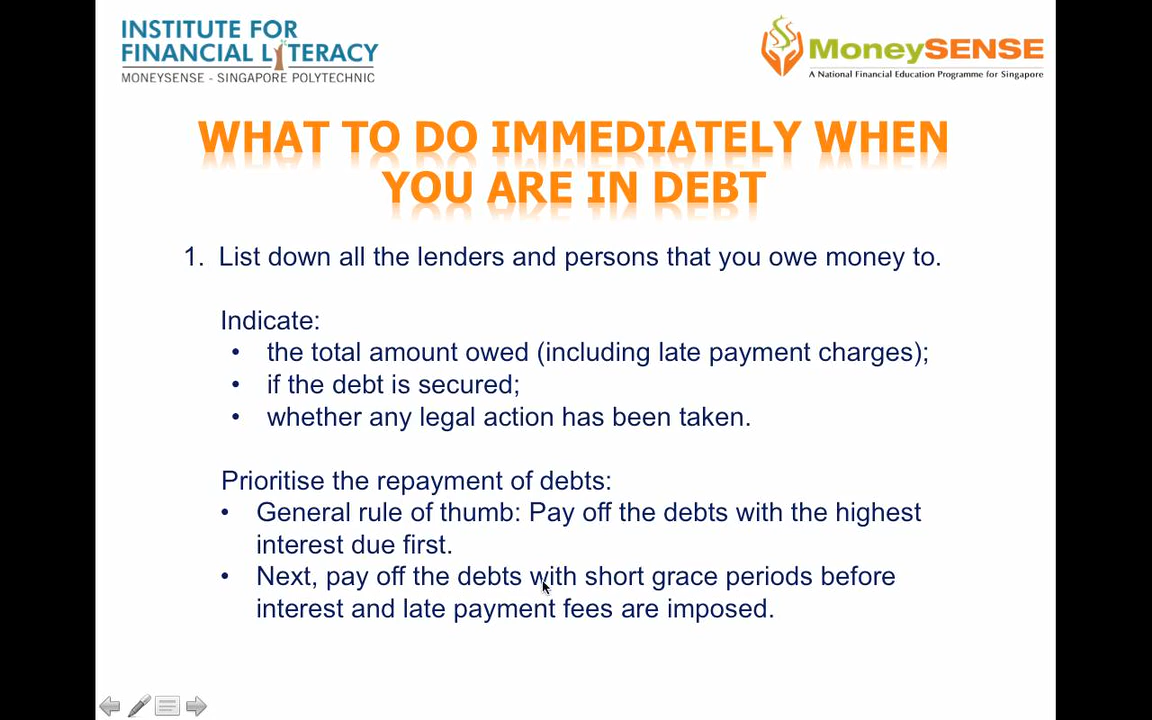 INSTITUTE FOR
FINANCIAL LITERACY
MONEYSENSE - SINGAPORE POLYTECHNIC
MoneySENSE
A National Financial Education Programme for Singapore
WHAT TO DO IMMEDIATELY WHEN
YOU ARE IN DEBT
1. List down all the lenders and persons that you owe money to.
Indicate:
• the total amount owed (including late payment charges);
• if the debt is secured;
• whether any legal action has been taken.
Prioritise the repayment of debts:
• General rule of thumb: Pay off the debts with the highest
interest due first.
• Next, pay off the debts with short grace periods before
interest and late payment fees are imposed.